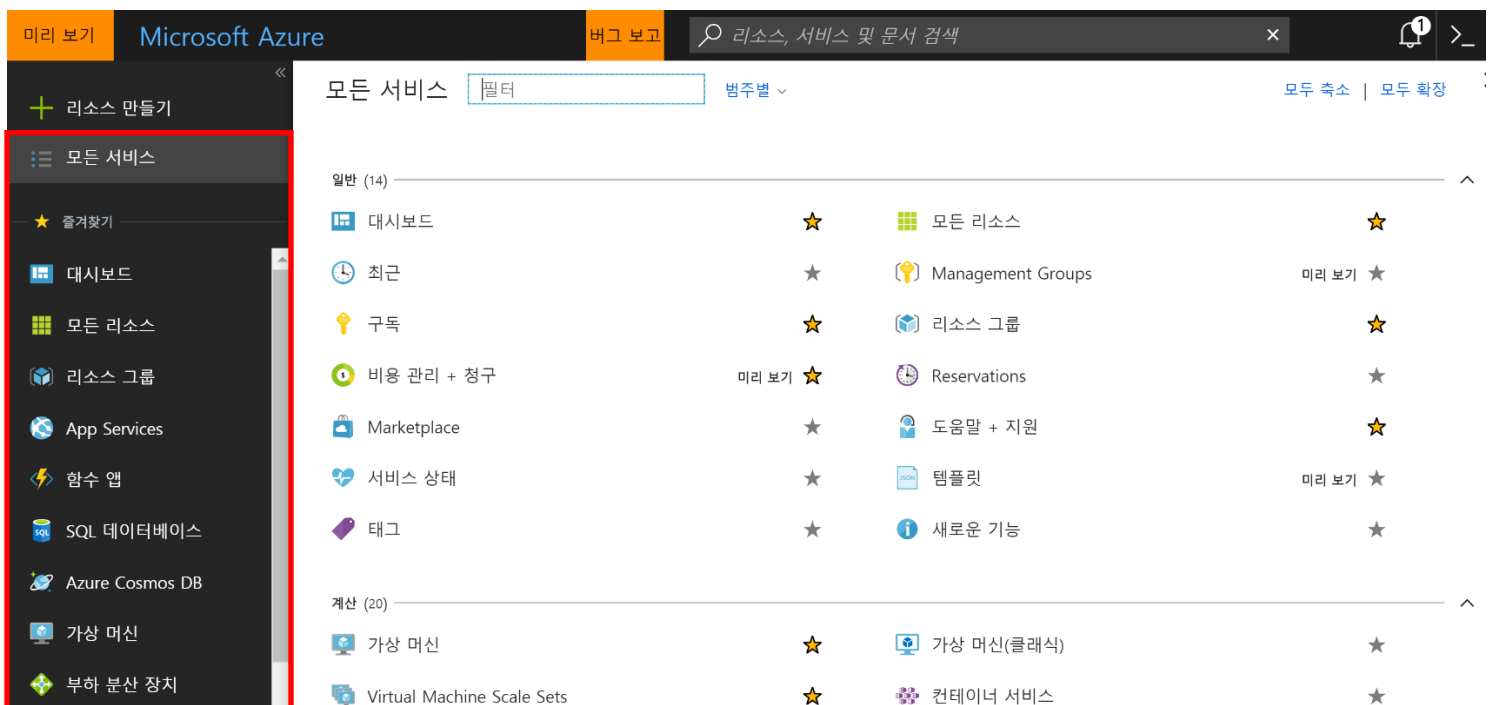 미리 보기
Microsoft Azure
버그 보고
리소스, 서비스 및 문서 검색
1
리소스 만들기
모든 서비스
즐겨찾기
대시보드
모든 리소스
리소스 그룹
App Services
함수 앱
SQL 데이터베이스
Azure Cosmos DB
가상 머신
부하 분산 장치
모든 서비스
필터
범주별
모두 축소 | 모두 확장
일반 (14)
대시보드
모든 리소스
최근
Management Groups 미리 보기
구독
리소스 그룹
비용 관리 + 청구 미리 보기
Reservations
Marketplace
도움말 + 지원
서비스 상태
JSON
템플릿 미리 보기
태그
새로운 기능
계산 (20)
가상 머신
가상 머신(클래식)
Virtual Machine Scale Sets
컨테이너 서비스
SQL